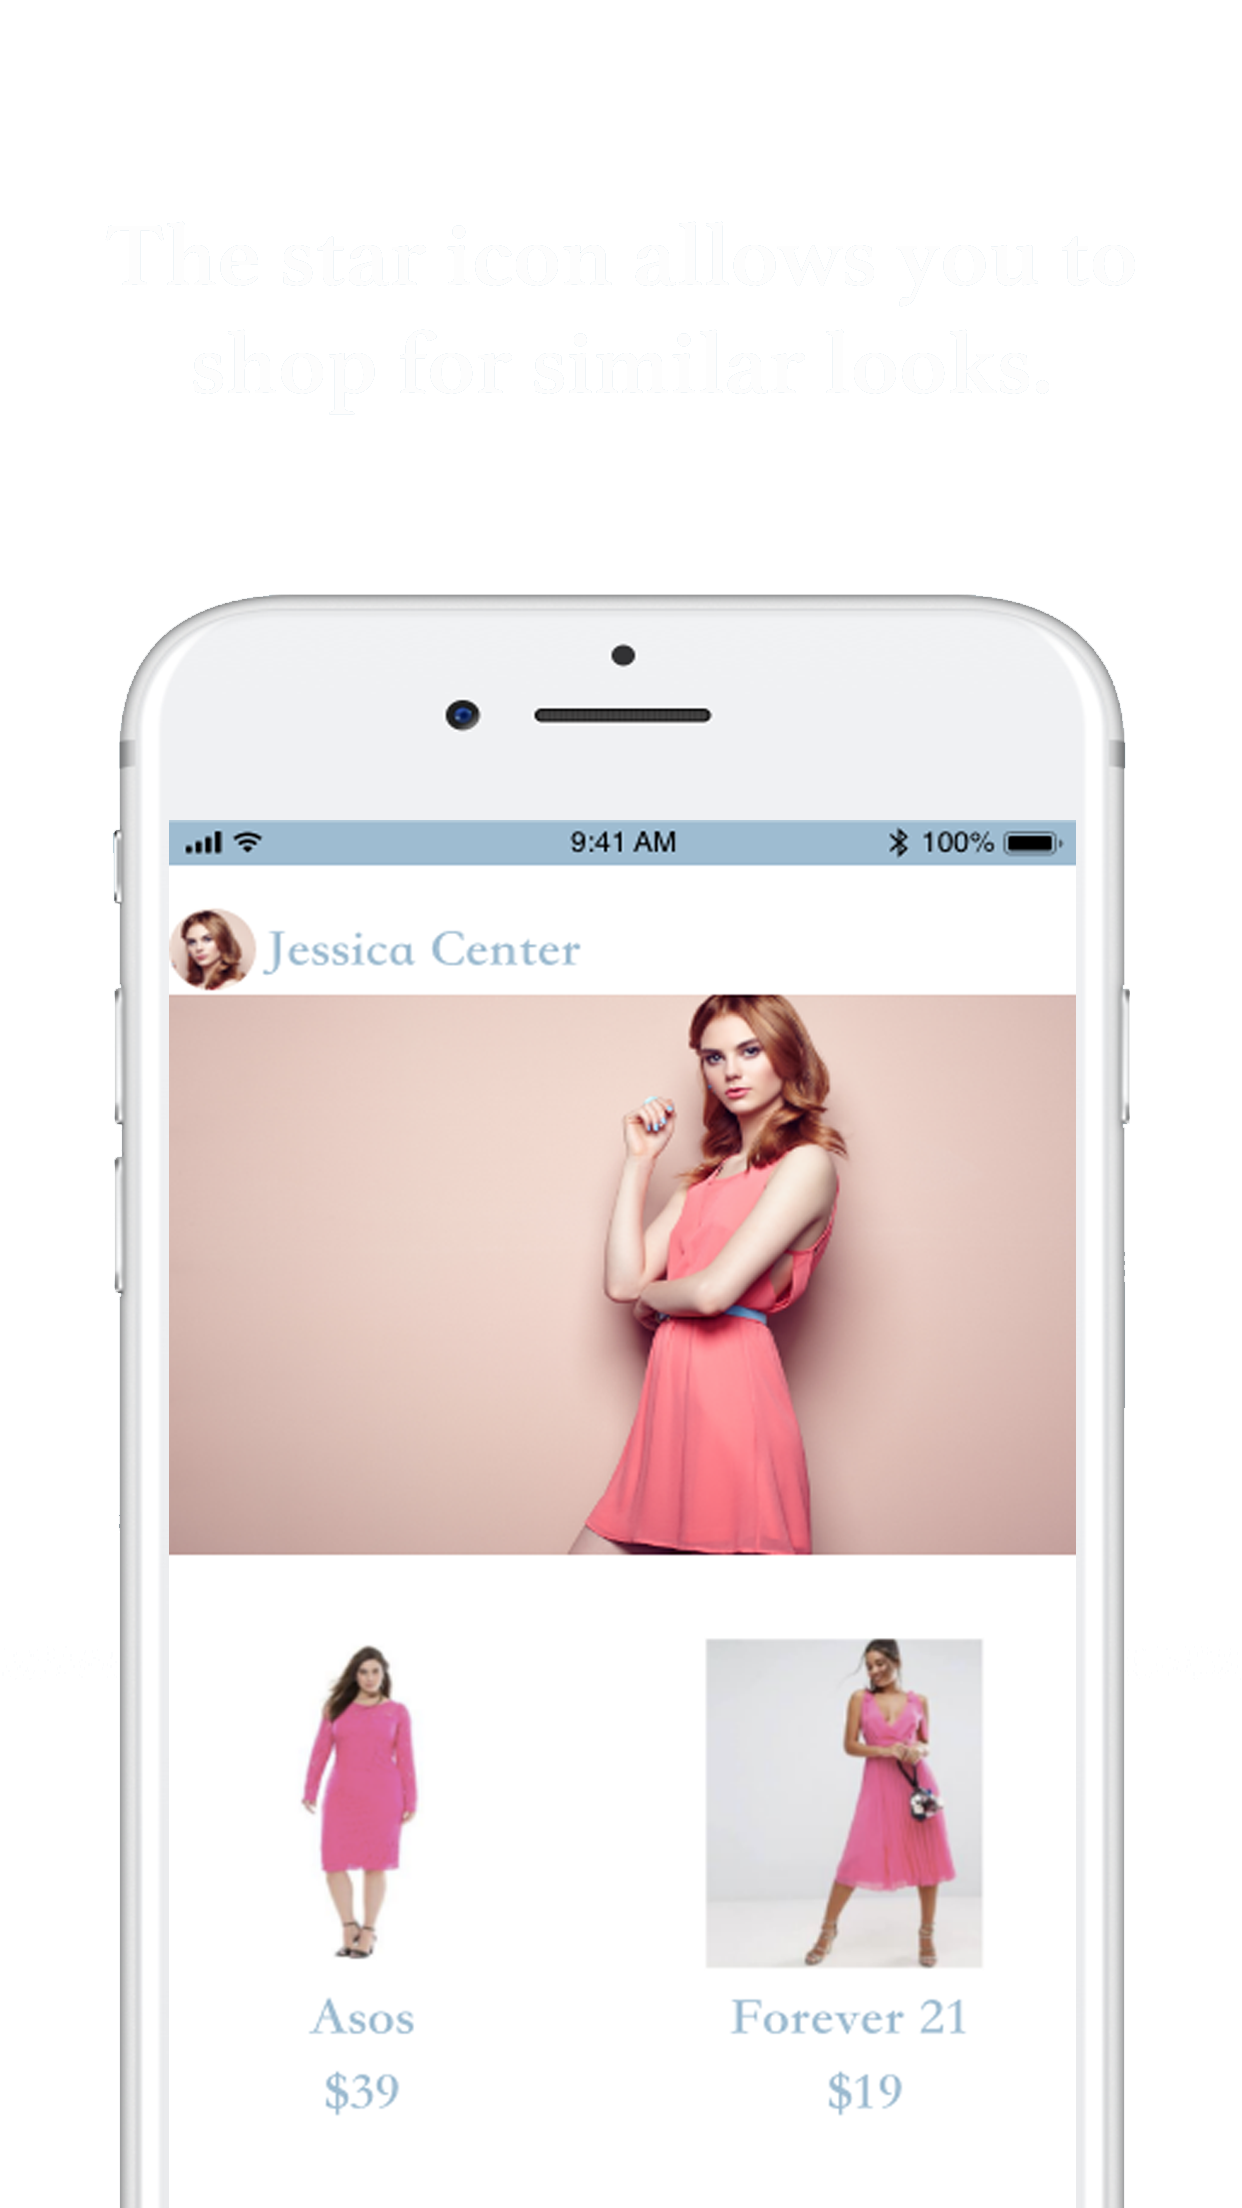 The star icon allows you to
shop for similar looks.
9:41 AM
100%
Jessica Center
Asos
Forever 21
$39
$19